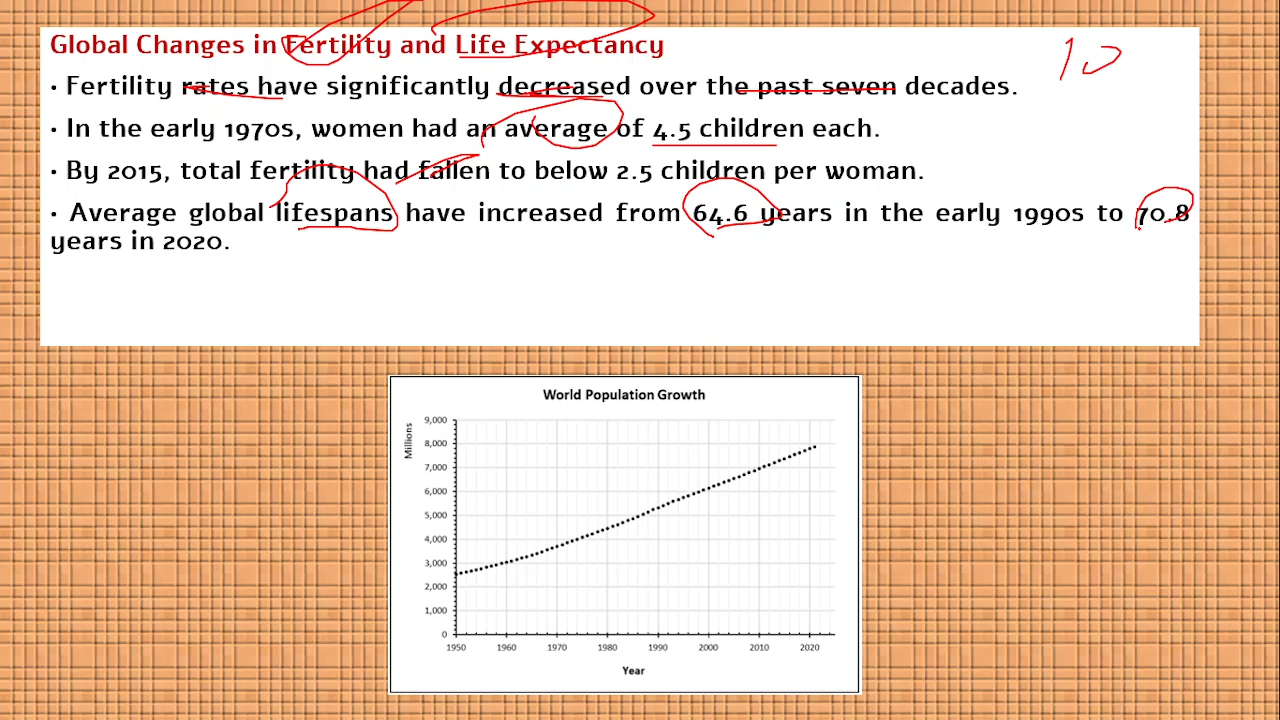 Global Changes in Fertility and Life Expectancy
• Fertility rates have significantly decreased over the past seven decades.
• In the early 1970s, women had an average of 4.5 children each.
• By 2015, total fertility had fallen to below 2.5 children per woman.
• Average global lifespans have increased from 64.6 years in the early 1990s to 70.8
years in 2020.
10
World Population Growth
Millions
9,000
8,000
7,000
6,000
5,000
4,000
3,000
2,000
1,000
0
1950 1960 1970 1980 1990 2000 2010 2020
Year